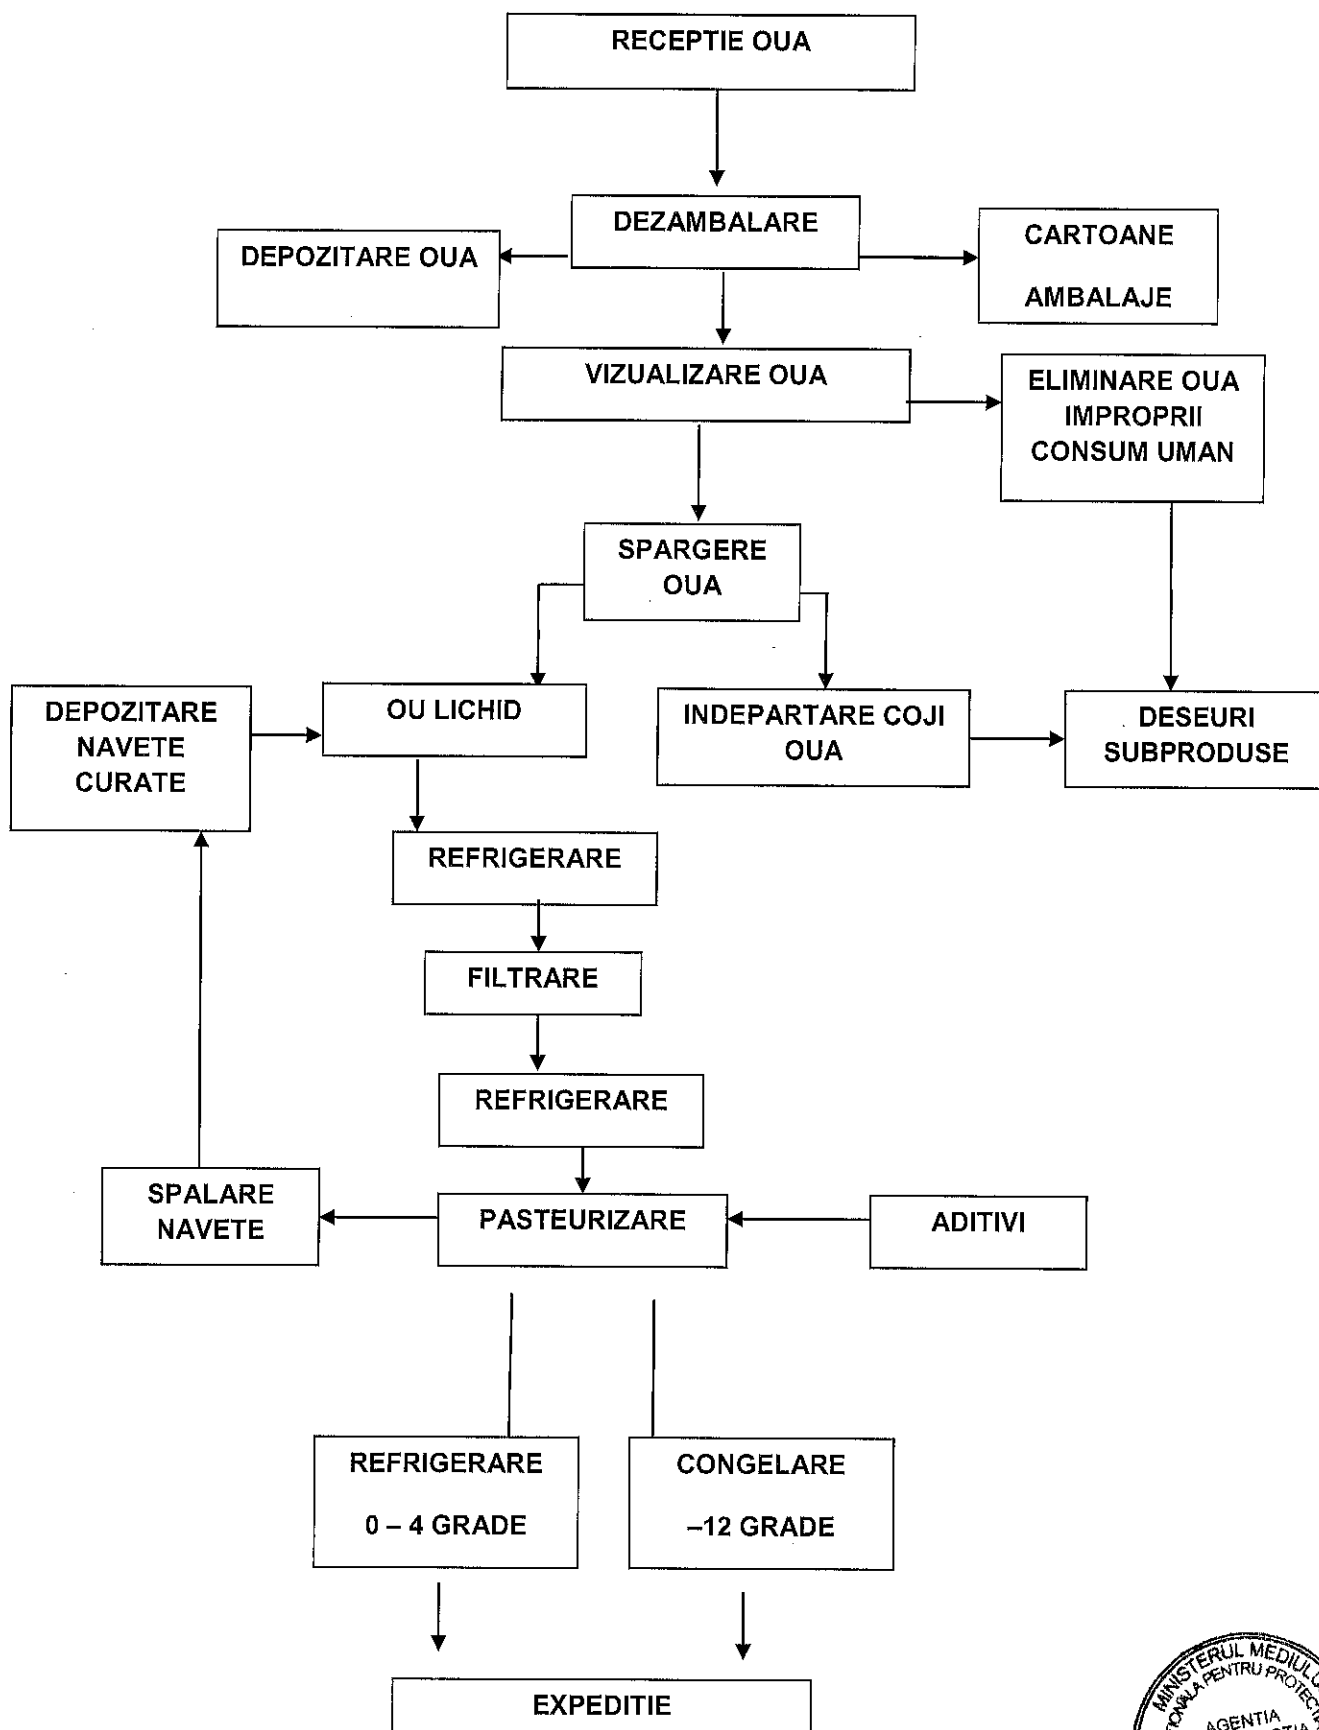 RECEPTIE OUA
DEZAMBALARE
DEPOZITARE OUA
CARTOANE
AMBALAJE
VIZUALIZARE OUA
ELIMINARE OUA
IMPROPRII
CONSUM UMAN
SPARGERE
OUA
DEPOZITARE
NAVETE
CURATE
OU LICHID
INDEPARTARE COJI
OUA
DESEURI
SUBPRODUSE
REFRIGERARE
FILTRARE
REFRIGERARE
SPALARE
NAVETE
PASTEURIZARE
ADITIVI
REFRIGERARE
0 – 4 GRADE
CONGELARE
–12 GRADE
EXPEDITIE
MINISTERUL MEDIULU
PENTRU
AGENTIA